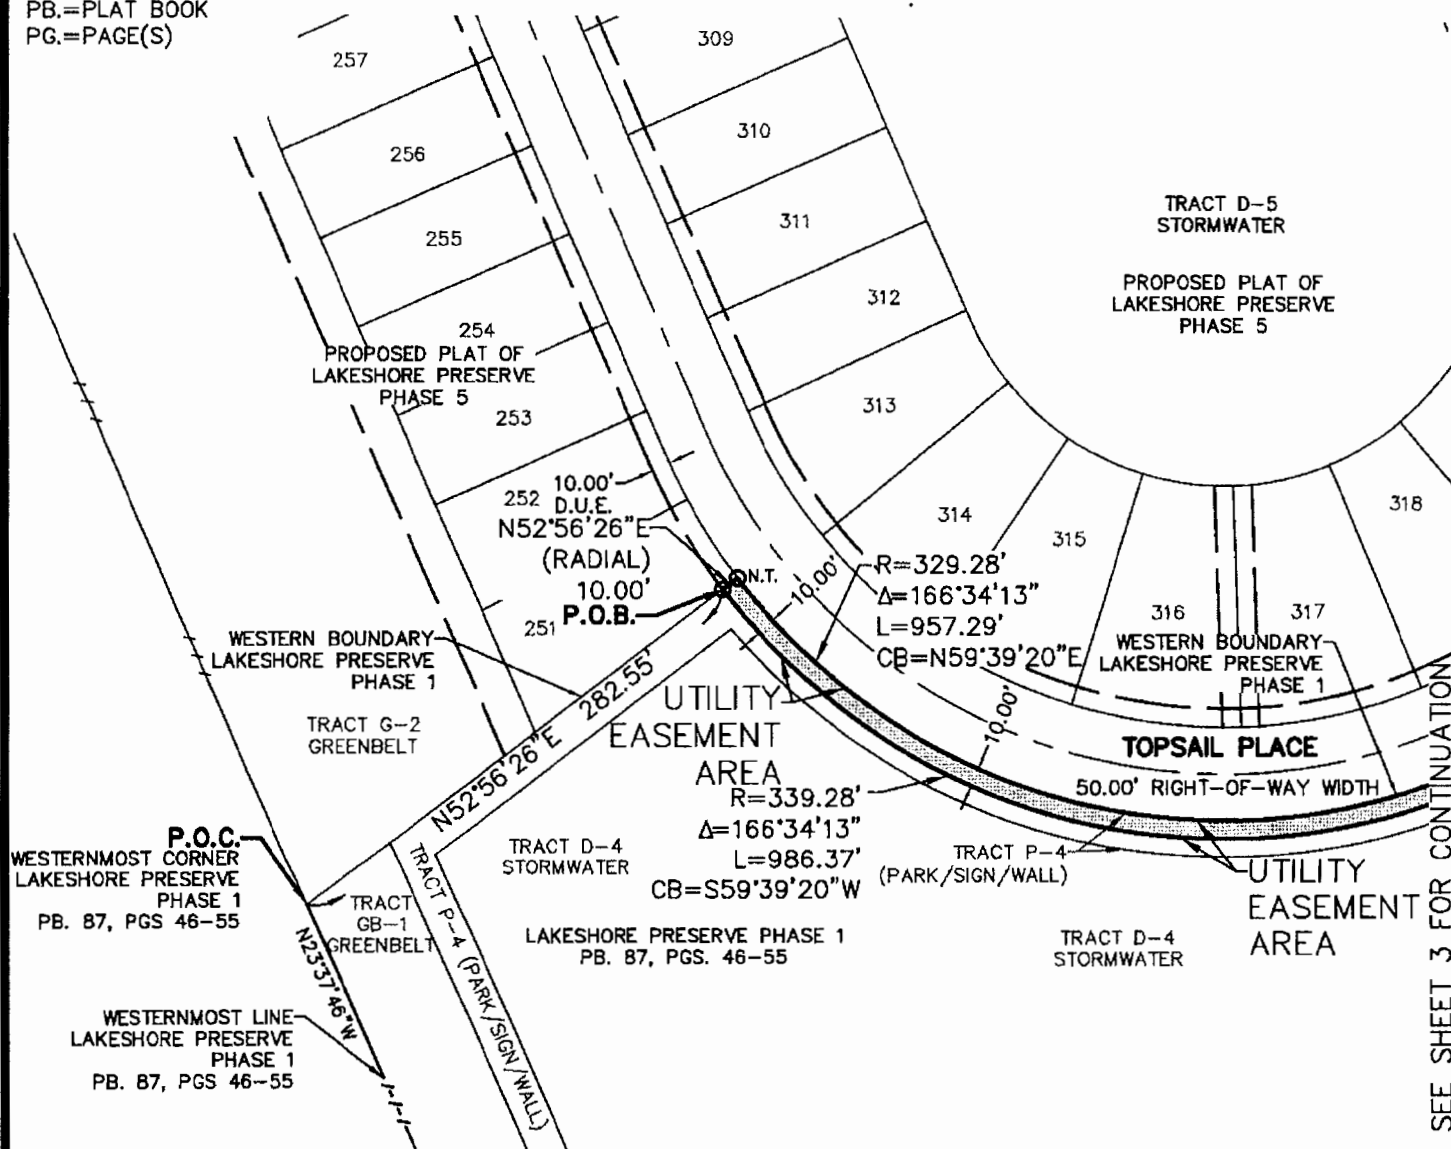 PB.=PLAT BOOK
PG.=PAGE(S)
257
256
255
254
253
252
251
309
310
311
312
313
314
315
316
317
318
TRACT D-5
STORMWATER
PROPOSED PLAT OF
LAKESHORE PRESERVE
PHASE 5
PROPOSED PLAT OF
LAKESHORE PRESERVE
PHASE 5
10.00'
D.U.E.
N52°56'26"E
(RADIAL)
10.00'
P.O.B.
N.T.
10.00'
R=329.28'
Δ=166°34'13"
L=957.29'
CB=N59°39'20"E
WESTERN BOUNDARY
LAKESHORE PRESERVE
PHASE 1
WESTERN BOUNDARY
LAKESHORE PRESERVE
PHASE 1
TRACT G-2
GREENBELT
N52°56'26"E 282.55'
UTILITY
EASEMENT
AREA
10.00'
TOPSAIL PLACE
50.00' RIGHT-OF-WAY WIDTH
R=339.28'
Δ=166°34'13"
L=986.37'
CB=S59°39'20"W
P.O.C.
WESTERNMOST CORNER
LAKESHORE PRESERVE
PHASE 1
PB. 87, PGS 46-55
TRACT D-4
STORMWATER
TRACT P-4
(PARK/SIGN/WALL)
UTILITY
EASEMENT
AREA
TRACT
GB-1
GREENBELT
TRACT P-4 (PARK/SIGN/WALL)
N23°37'46"W
LAKESHORE PRESERVE PHASE 1
PB. 87, PGS. 46-55
TRACT D-4
STORMWATER
WESTERNMOST LINE
LAKESHORE PRESERVE
PHASE 1
PB. 87, PGS 46-55
SEE SHEET 3 FOR CONTINUATION